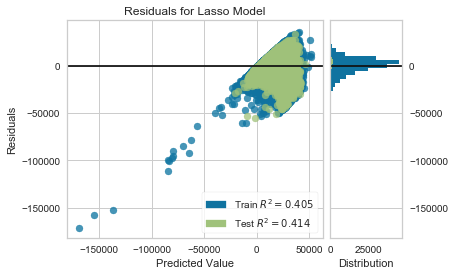 Residuals for Lasso Model
Residuals
0
−50000
−100000
−150000
−150000
−100000
−50000
0
50000
Predicted Value
Train R² = 0.405
Test R² = 0.414
0
−50000
−100000
−150000
0
25000
Distribution